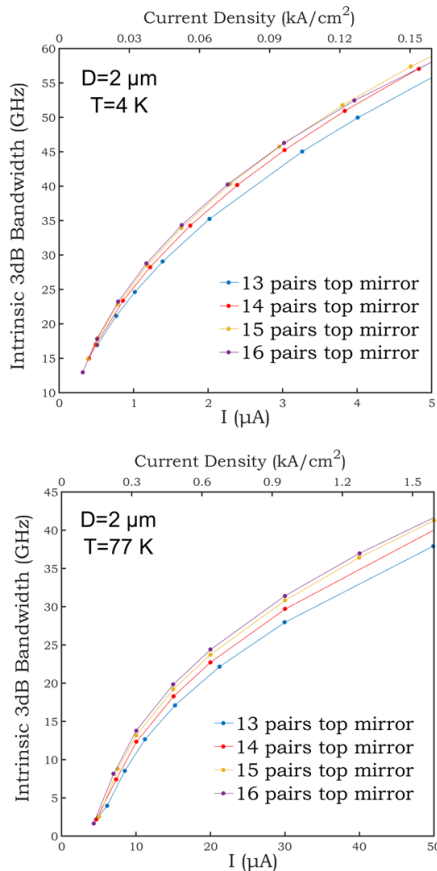 Current Density (kA/cm²)
0 0.03 0.06 0.09 0.12 0.15
60
55
50
45
40
35
30
25
20
15
10
Intrinsic 3dB Bandwidth (GHz)
D=2 μm
T=4 K
13 pairs top mirror
14 pairs top mirror
15 pairs top mirror
16 pairs top mirror
0 1 2 3 4 5
I (μA)
Current Density (kA/cm²)
0 0.3 0.6 0.9 1.2 1.5
45
40
35
30
25
20
15
10
5
0
Intrinsic 3dB Bandwidth (GHz)
D=2 μm
T=77 K
13 pairs top mirror
14 pairs top mirror
15 pairs top mirror
16 pairs top mirror
0 10 20 30 40 50
I (μA)